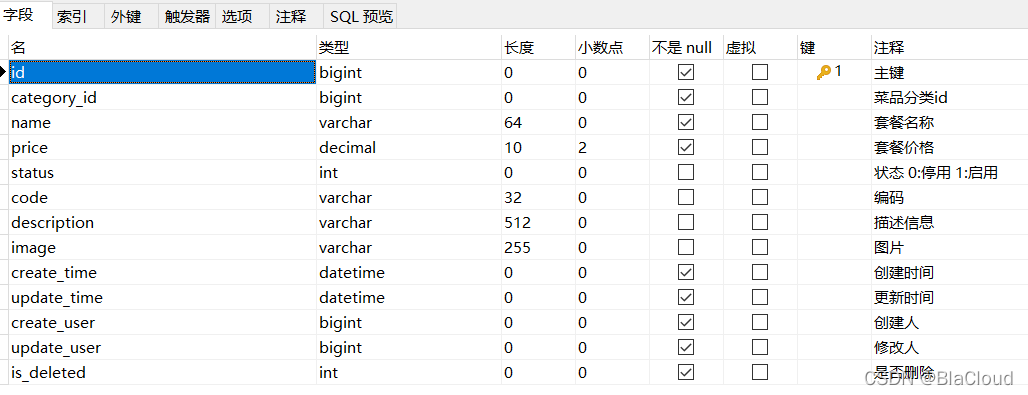 字段 索引 外键 触发器 选项 注释 SQL 预览
名 类型 长度 小数点 不是 null 虚拟 键 注释
id bigint 0 0 1 主键
category_id bigint 0 0 菜品分类id
name varchar 64 0 套餐名称
price decimal 10 2 套餐价格
status int 0 0 状态 0:停用 1:启用
code varchar 32 0 编码
description varchar 512 0 描述信息
image varchar 255 0 图片
create_time datetime 0 0 创建时间
update_time datetime 0 0 更新时间
create_user bigint 0 0 创建人
update_user bigint 0 0 修改人
is_deleted int 0 0 是否删除
CSDN @BlaCloud